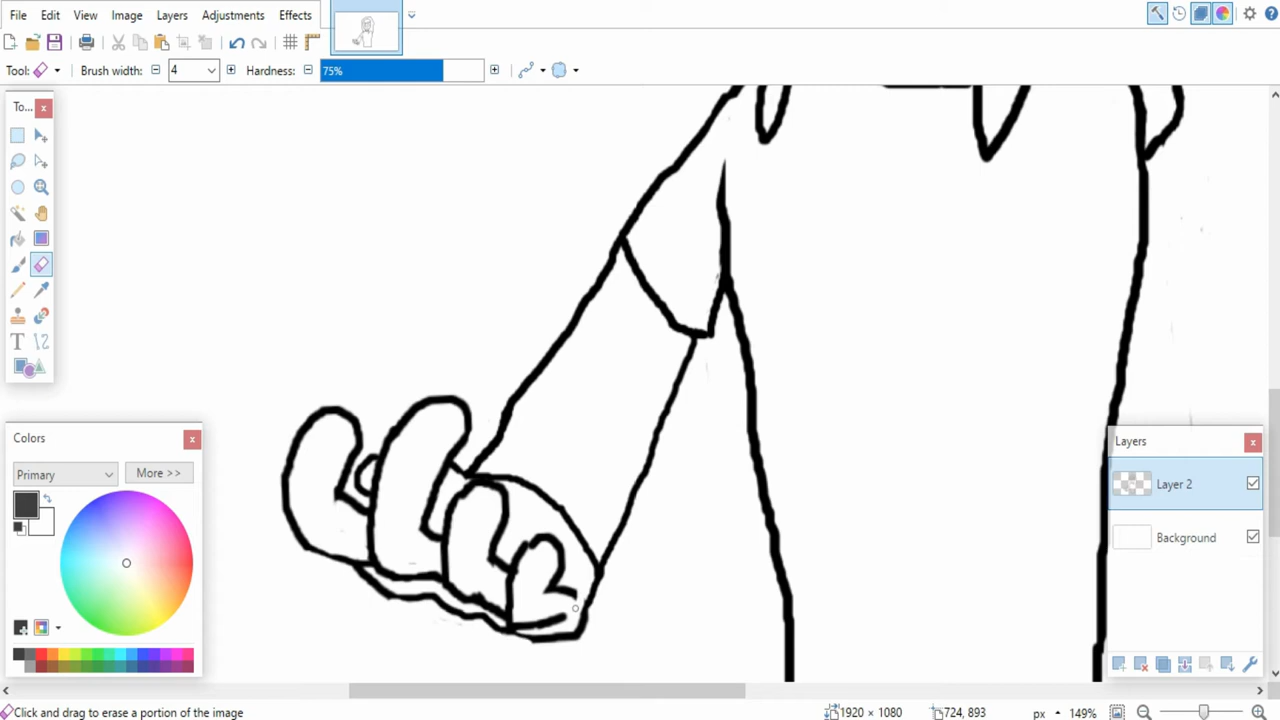 File Edit View Image Layers Adjustments Effects
Tool: Brush width: 4 Hardness: 75%
To...
Colors
Primary More >>
Layers
Layer 2
Background
Click and drag to erase a portion of the image 1920 × 1080 724, 893 px 149%